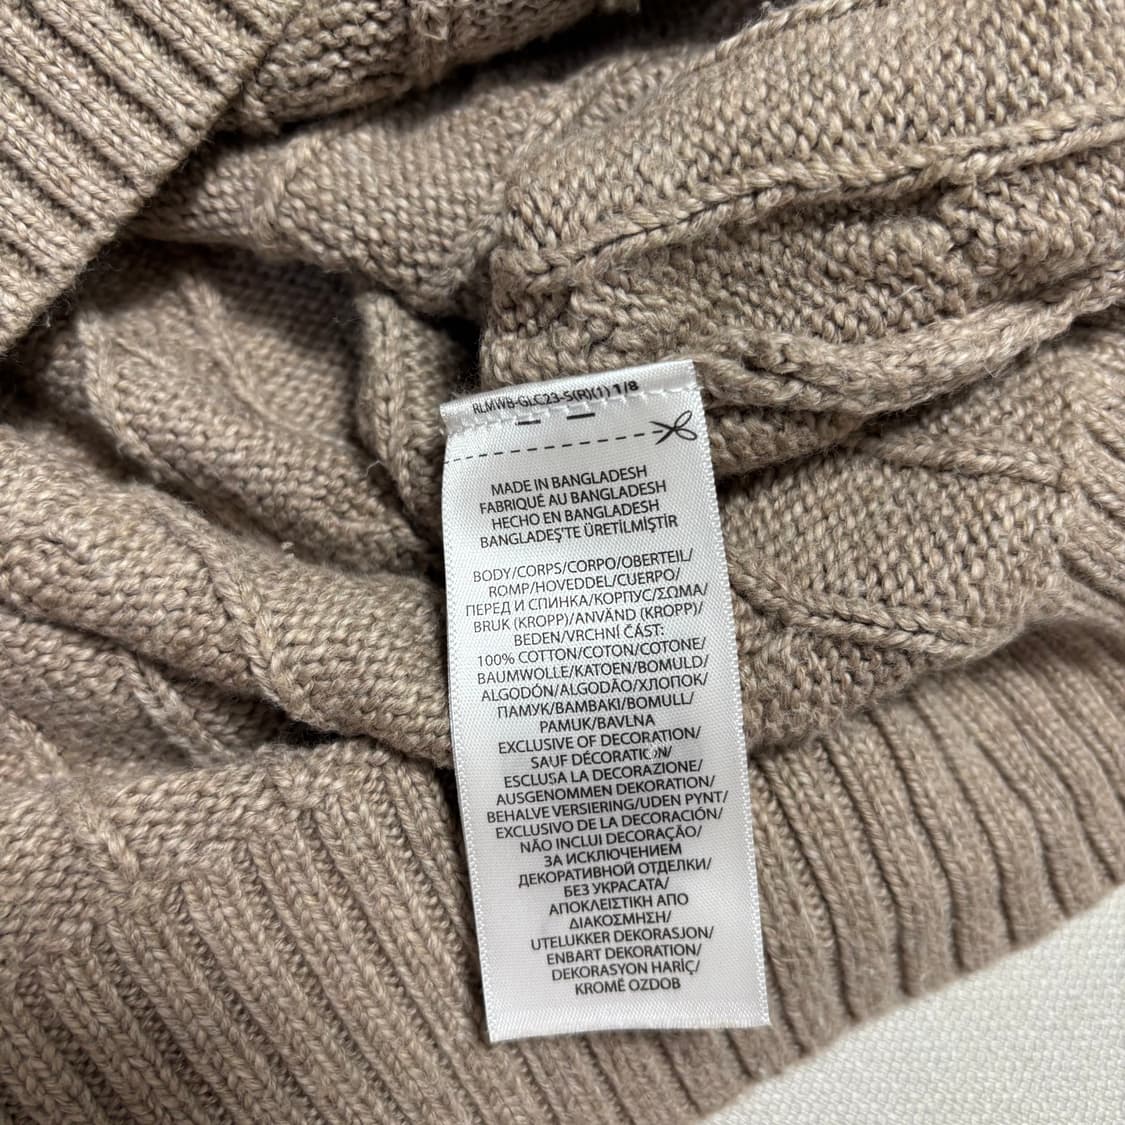 RLMWB-GLC23-S(R)(1) 1/8
MADE IN BANGLADESH
FABRIQUÉ AU BANGLADESH
HECHO EN BANGLADESH
BANGLADEŞ'TE ÜRETİLMİŞTİR
BODY/CORPS/CORPO/OBERTEIL/
ROMP/HOVEDDEL/CUERPO/
ПЕРЕД И СПИНКА/КОРПУС/ΣΩΜΑ/
BRUK (KROPP)/ANVÄND (KROPP)/
BEDEN/VRCHNÍ ČÁST:
100% COTTON/COTON/COTONE/
BAUMWOLLE/KATOEN/BOMULD/
ALGODÓN/ALGODÃO/ХЛОПОК/
ПАМУК/ΒΑΜΒΑΚΙ/BOMULL/
PAMUK/BAVLNA
EXCLUSIVE OF DECORATION/
SAUF DÉCORATION/
ESCLUSA LA DECORAZIONE/
AUSGENOMMEN DEKORATION/
BEHALVE VERSIERING/UDEN PYNT/
EXCLUSIVO DE LA DECORACIÓN/
NÃO INCLUI DECORAÇÃO/
ЗА ИСКЛЮЧЕНИЕМ
ДЕКОРАТИВНОЙ ОТДЕЛКИ/
БЕЗ УКРАСАТА/
ΑΠΟΚΛΕΙΣΤΙΚΗ ΑΠΟ
ΔΙΑΚΟΣΜΗΣΗ/
UTELUKKER DEKORASJON/
ENBART DEKORATION/
DEKORASYON HARİÇ/
KROMĚ OZDOB